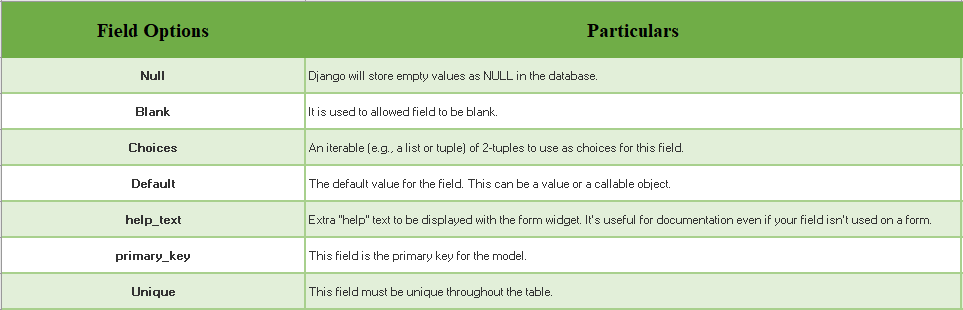 Field Options Particulars
Null Django will store empty values as NULL in the database.
Blank It is used to allowed field to be blank.
Choices An iterable (e.g., a list or tuple) of 2-tuples to use as choices for this field.
Default The default value for the field. This can be a value or a callable object.
help_text Extra "help" text to be displayed with the form widget. It's useful for documentation even if your field isn't used on a form.
primary_key This field is the primary key for the model.
Unique This field must be unique throughout the table.